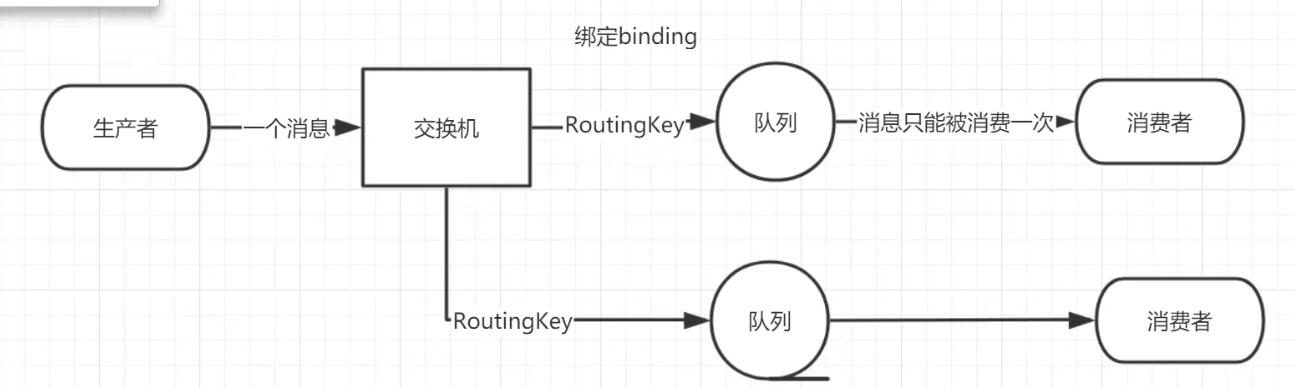 绑定binding
生产者
一个消息
交换机
RoutingKey
队列
消息只能被消费一次
消费者
RoutingKey
队列
消费者